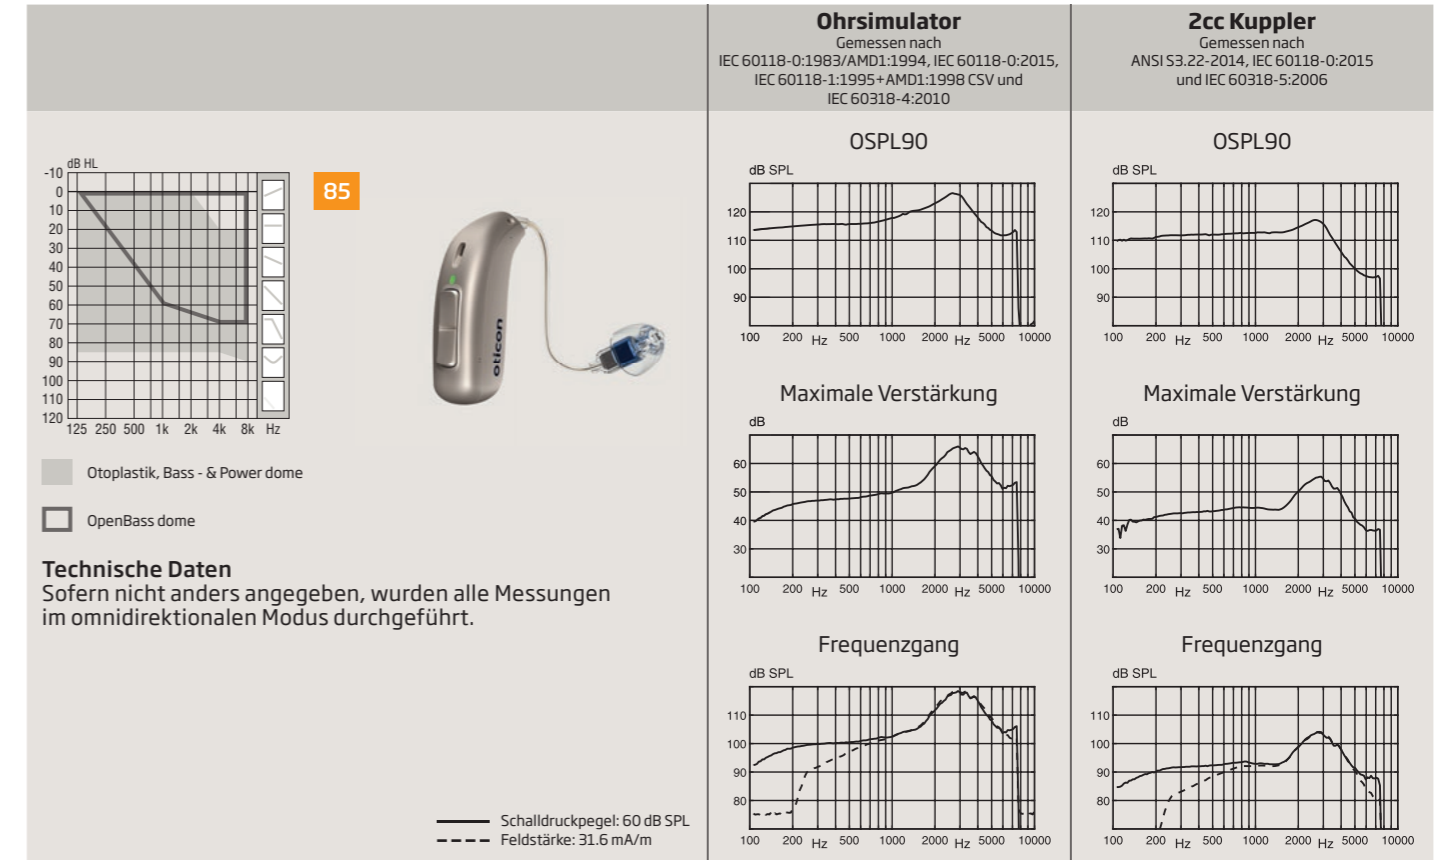 Ohrsimulator
Gemessen nach
IEC 60118-0:1983/AMD1:1994, IEC 60118-0:2015,
IEC 60118-1:1995+AMD1:1998 CSV und
IEC 60318-4:2010
2cc Kuppler
Gemessen nach
ANSI S3.22-2014, IEC 60118-0:2015
und IEC 60318-5:2006
dB HL
-10
0
10
20
30
40
50
60
70
80
90
100
110
120
125 250 500 1k 2k 4k 8k Hz
85
oticon
Otoplastik, Bass - & Power dome
OpenBass dome
Technische Daten
Sofern nicht anders angegeben, wurden alle Messungen
im omnidirektionalen Modus durchgeführt.
Schalldruckpegel: 60 dB SPL
Feldstärke: 31.6 mA/m
OSPL90
dB SPL
120
110
100
90
100 200 Hz 500 1000 2000 Hz 5000 10000
Maximale Verstärkung
dB
60
50
40
30
100 200 Hz 500 1000 2000 Hz 5000 10000
Frequenzgang
dB SPL
110
100
90
80
100 200 Hz 500 1000 2000 Hz 5000 10000
OSPL90
dB SPL
120
110
100
90
100 200 Hz 500 1000 2000 Hz 5000 10000
Maximale Verstärkung
dB
60
50
40
30
100 200 Hz 500 1000 2000 Hz 5000 10000
Frequenzgang
dB SPL
110
100
90
80
100 200 Hz 500 1000 2000 Hz 5000 10000